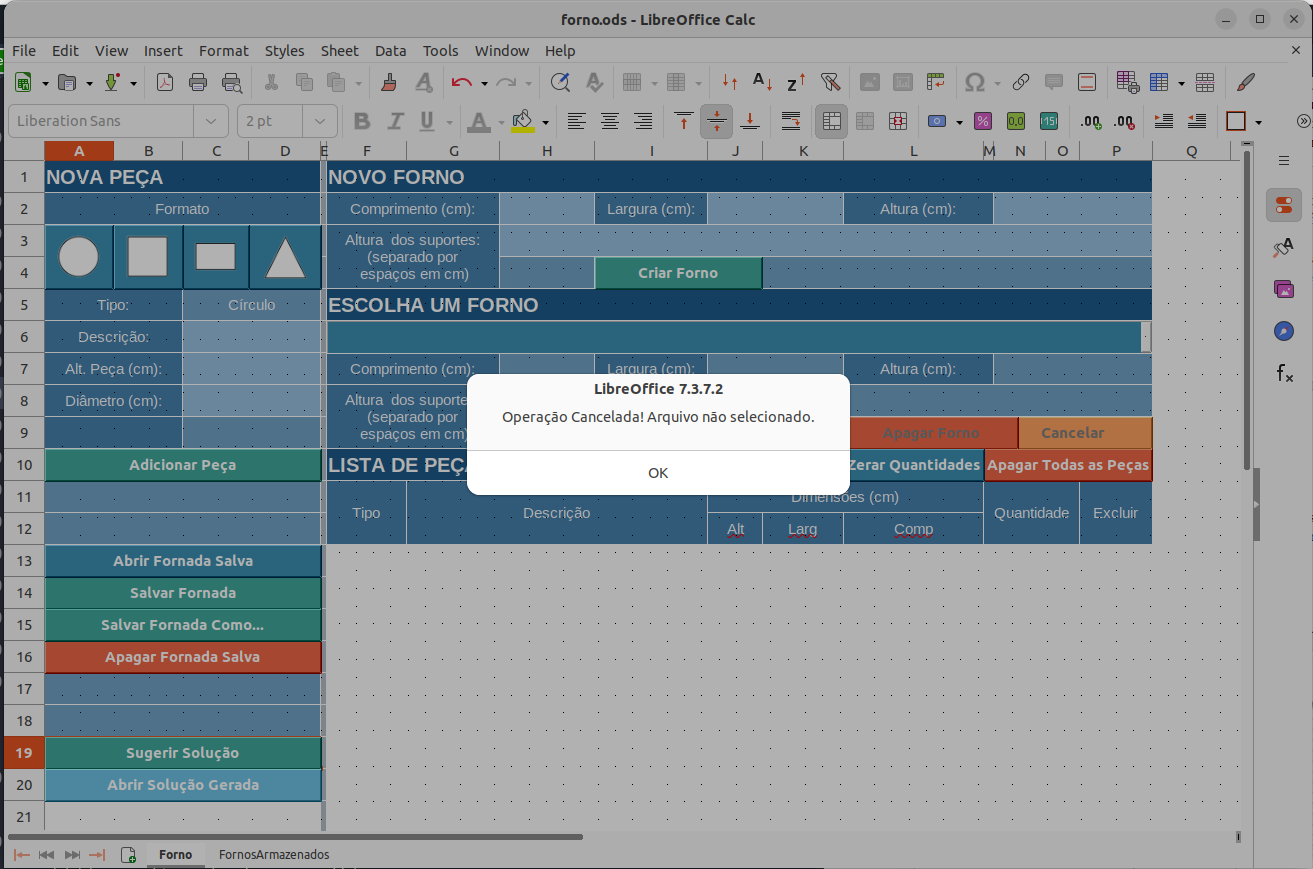 forno.ods - LibreOffice Calc
File Edit View Insert Format Styles Sheet Data Tools Window Help
Liberation Sans 2 pt
A B C D E F G H I J K L M N O P Q
1 NOVA PEÇA NOVO FORNO
2 Formato Comprimento (cm): Largura (cm): Altura (cm):
3 Altura dos suportes:
(separado por
4 espaços em cm) Criar Forno
5 Tipo: Círculo ESCOLHA UM FORNO
6 Descrição:
7 Alt. Peça (cm): Comprimento (cm): Largura (cm): Altura (cm):
LibreOffice 7.3.7.2
Operação Cancelada! Arquivo não selecionado.
OK
8 Diâmetro (cm): Altura dos suporte
(separado por
9 espaços em cm) Apagar Forno Cancelar
10 Adicionar Peça LISTA DE PEÇA Zerar Quantidades Apagar Todas as Peças
11 Dimensões (cm)
Tipo Descrição Quantidade Excluir
12 Alt Larg Comp
13 Abrir Fornada Salva
14 Salvar Fornada
15 Salvar Fornada Como...
16 Apagar Fornada Salva
17
18
19 Sugerir Solução
20 Abrir Solução Gerada
21
Forno FornosArmazenados